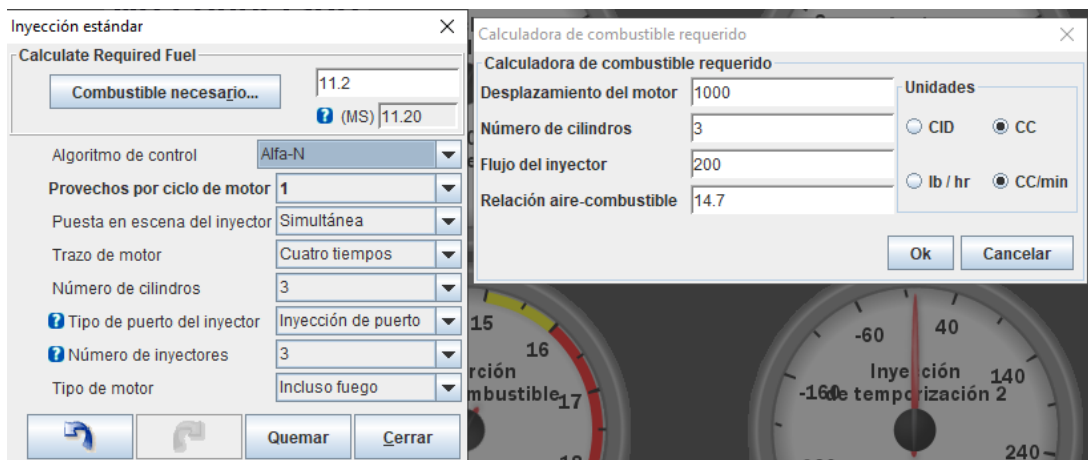 Inyección estándar
Calculate Required Fuel
Combustible necesario...
11.2
(MS) 11.20
Algoritmo de control Alfa-N
Provechos por ciclo de motor 1
Puesta en escena del inyector Simultánea
Trazo de motor Cuatro tiempos
Número de cilindros 3
Tipo de puerto del inyector Inyección de puerto
Número de inyectores 3
Tipo de motor Incluso fuego
Quemar Cerrar
Calculadora de combustible requerido
Calculadora de combustible requerido
Desplazamiento del motor 1000
Número de cilindros 3
Flujo del inyector 200
Relación aire-combustible 14.7
Unidades
CID CC
lb / hr CC/min
Ok Cancelar
15
16
rción
mbustible
17
-60 40
Inyección
-160 de temporización 2 140
240